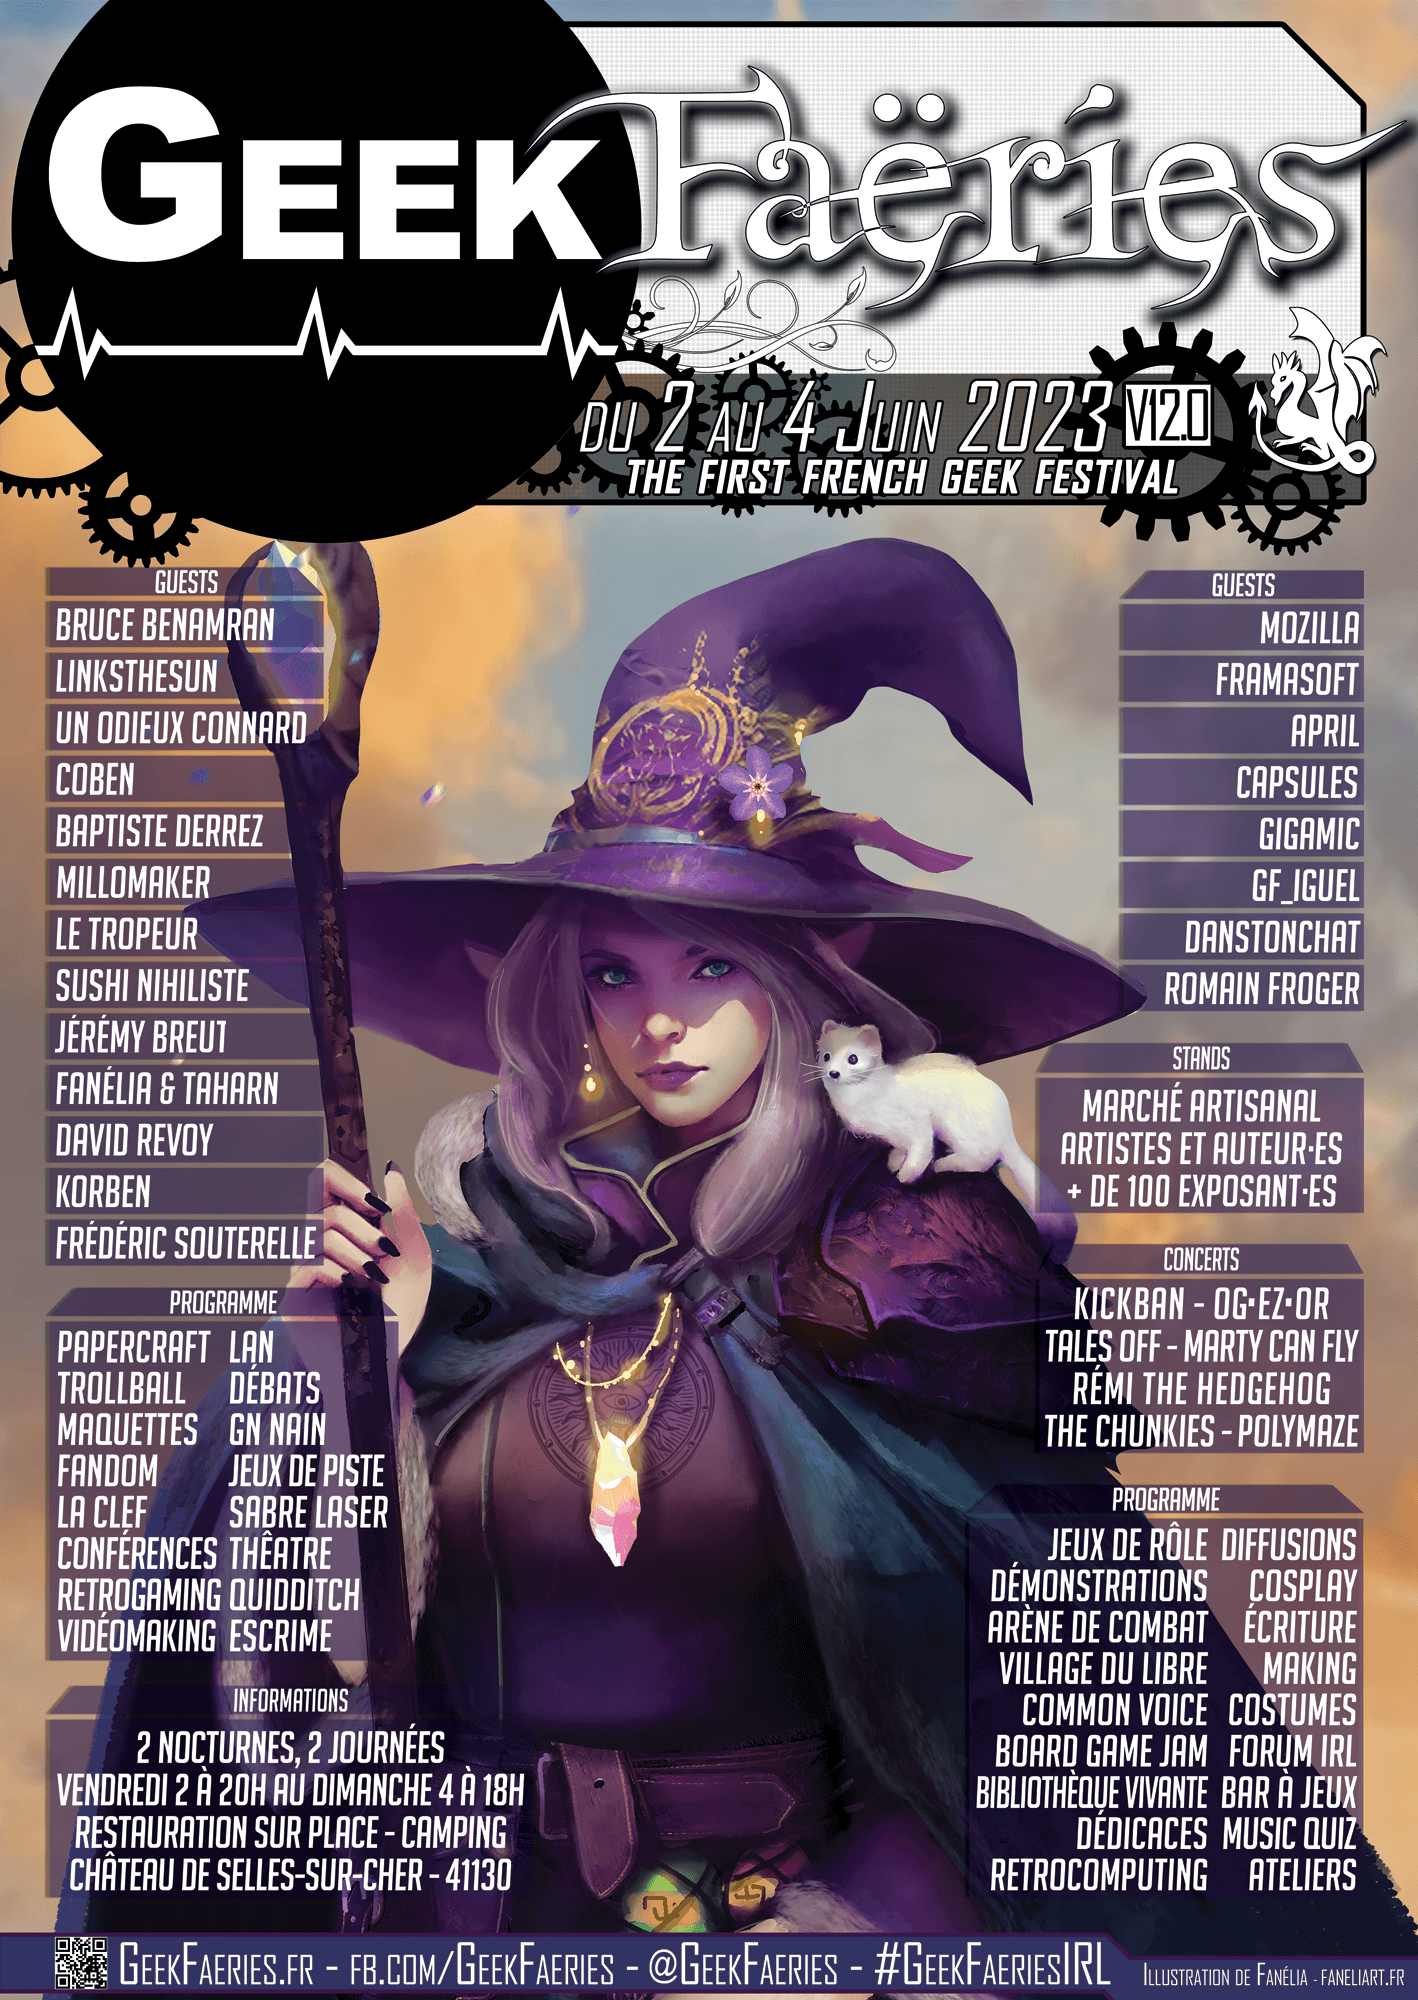 GEEK FAËRIES
DU 2 AU 4 JUIN 2023 V12.0
THE FIRST FRENCH GEEK FESTIVAL
GUESTS
BRUCE BENAMRAN
LINKSTHESUN
UN ODIEUX CONNARD
COBEN
BAPTISTE DERREZ
MILLOMAKER
LE TROPEUR
SUSHI NIHILISTE
JÉRÉMY BREUT
FANÉLIA & TAHARN
DAVID REVOY
KORBEN
FRÉDÉRIC SOUTERELLE
PROGRAMME
PAPERCRAFT LAN
TROLLBALL DÉBATS
MAQUETTES GN NAIN
FANDOM JEUX DE PISTE
LA CLEF SABRE LASER
CONFÉRENCES THÊATRE
RETROGAMING QUIDDITCH
VIDÉOMAKING ESCRIME
INFORMATIONS
2 NOCTURNES, 2 JOURNÉES
VENDREDI 2 À 20H AU DIMANCHE 4 À 18H
RESTAURATION SUR PLACE - CAMPING
CHÂTEAU DE SELLES-SUR-CHER - 41130
GUESTS
MOZILLA
FRAMASOFT
APRIL
CAPSULES
GIGAMIC
GF_IGUEL
DANSTONCHAT
ROMAIN FROGER
STANDS
MARCHÉ ARTISANAL
ARTISTES ET AUTEUR·ES
+ DE 100 EXPOSANT·ES
CONCERTS
KICKBAN - OG·EZ·OR
TALES OFF - MARTY CAN FLY
RÉMI THE HEDGEHOG
THE CHUNKIES - POLYMAZE
PROGRAMME
JEUX DE RÔLE DIFFUSIONS
DÉMONSTRATIONS COSPLAY
ARÈNE DE COMBAT ÉCRITURE
VILLAGE DU LIBRE MAKING
COMMON VOICE COSTUMES
BOARD GAME JAM FORUM IRL
BIBLIOTHÈQUE VIVANTE BAR À JEUX
DÉDICACES MUSIC QUIZ
RETROCOMPUTING ATELIERS
GEEKFAERIES.FR - FB.COM/GEEKFAERIES - @GEEKFAERIES - #GEEKFAERIESIRL
ILLUSTRATION DE FANÉLIA - FANELIART.FR